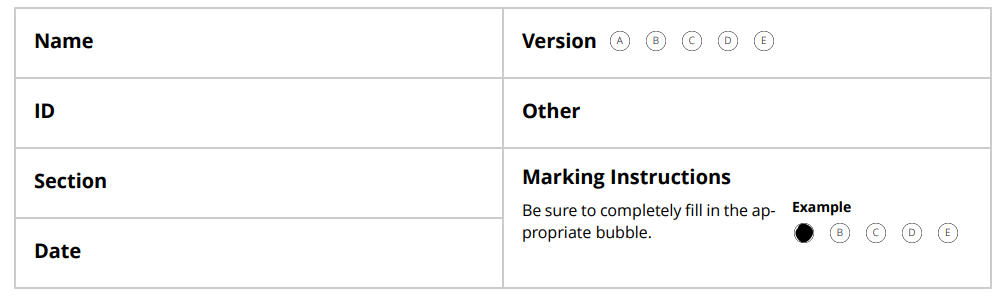 Name
Version A B C D E
ID
Other
Section
Marking Instructions
Be sure to completely fill in the ap-
propriate bubble.
Example
B C D E
Date